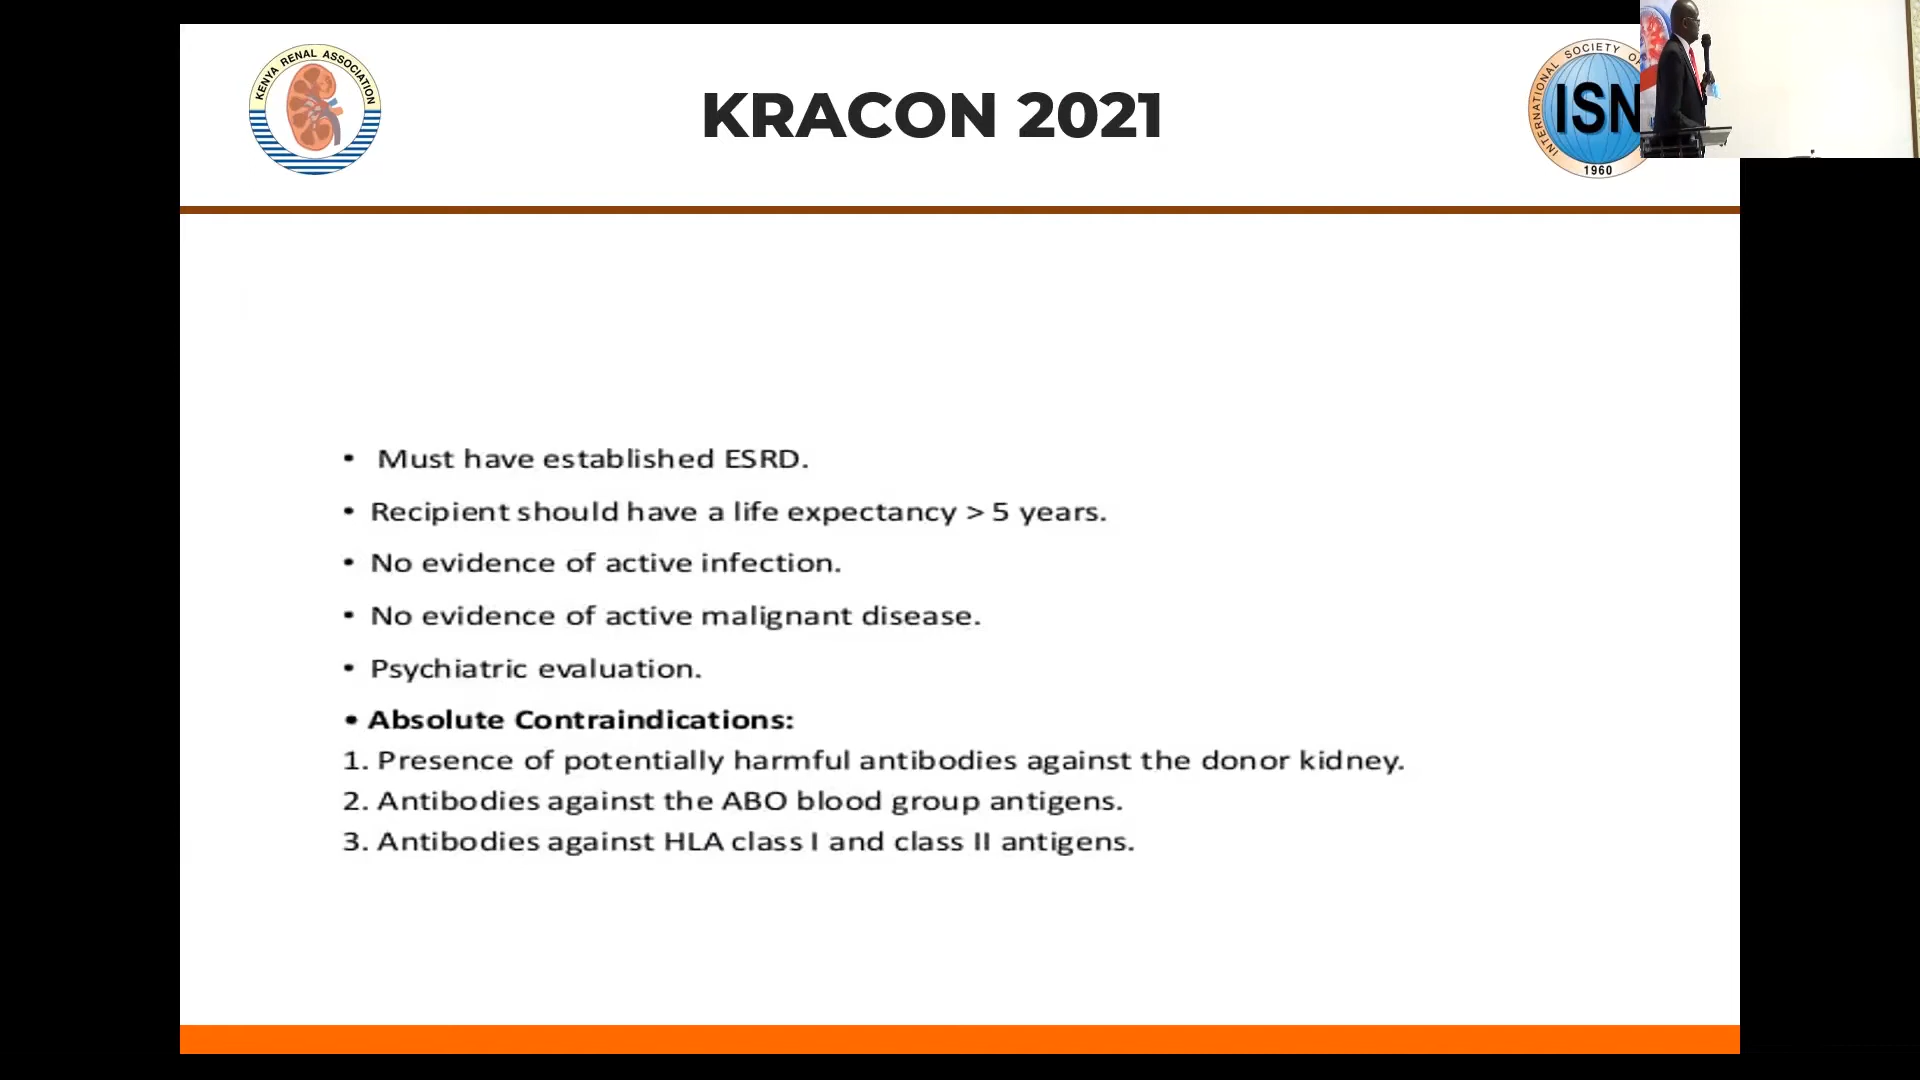 KENYA RENAL ASSOCIATION
KRACON 2021
INTERNATIONAL SOCIETY
ISN
1960
• Must have established ESRD.
• Recipient should have a life expectancy > 5 years.
• No evidence of active infection.
• No evidence of active malignant disease.
• Psychiatric evaluation.
• Absolute Contraindications:
1. Presence of potentially harmful antibodies against the donor kidney.
2. Antibodies against the ABO blood group antigens.
3. Antibodies against HLA class I and class II antigens.